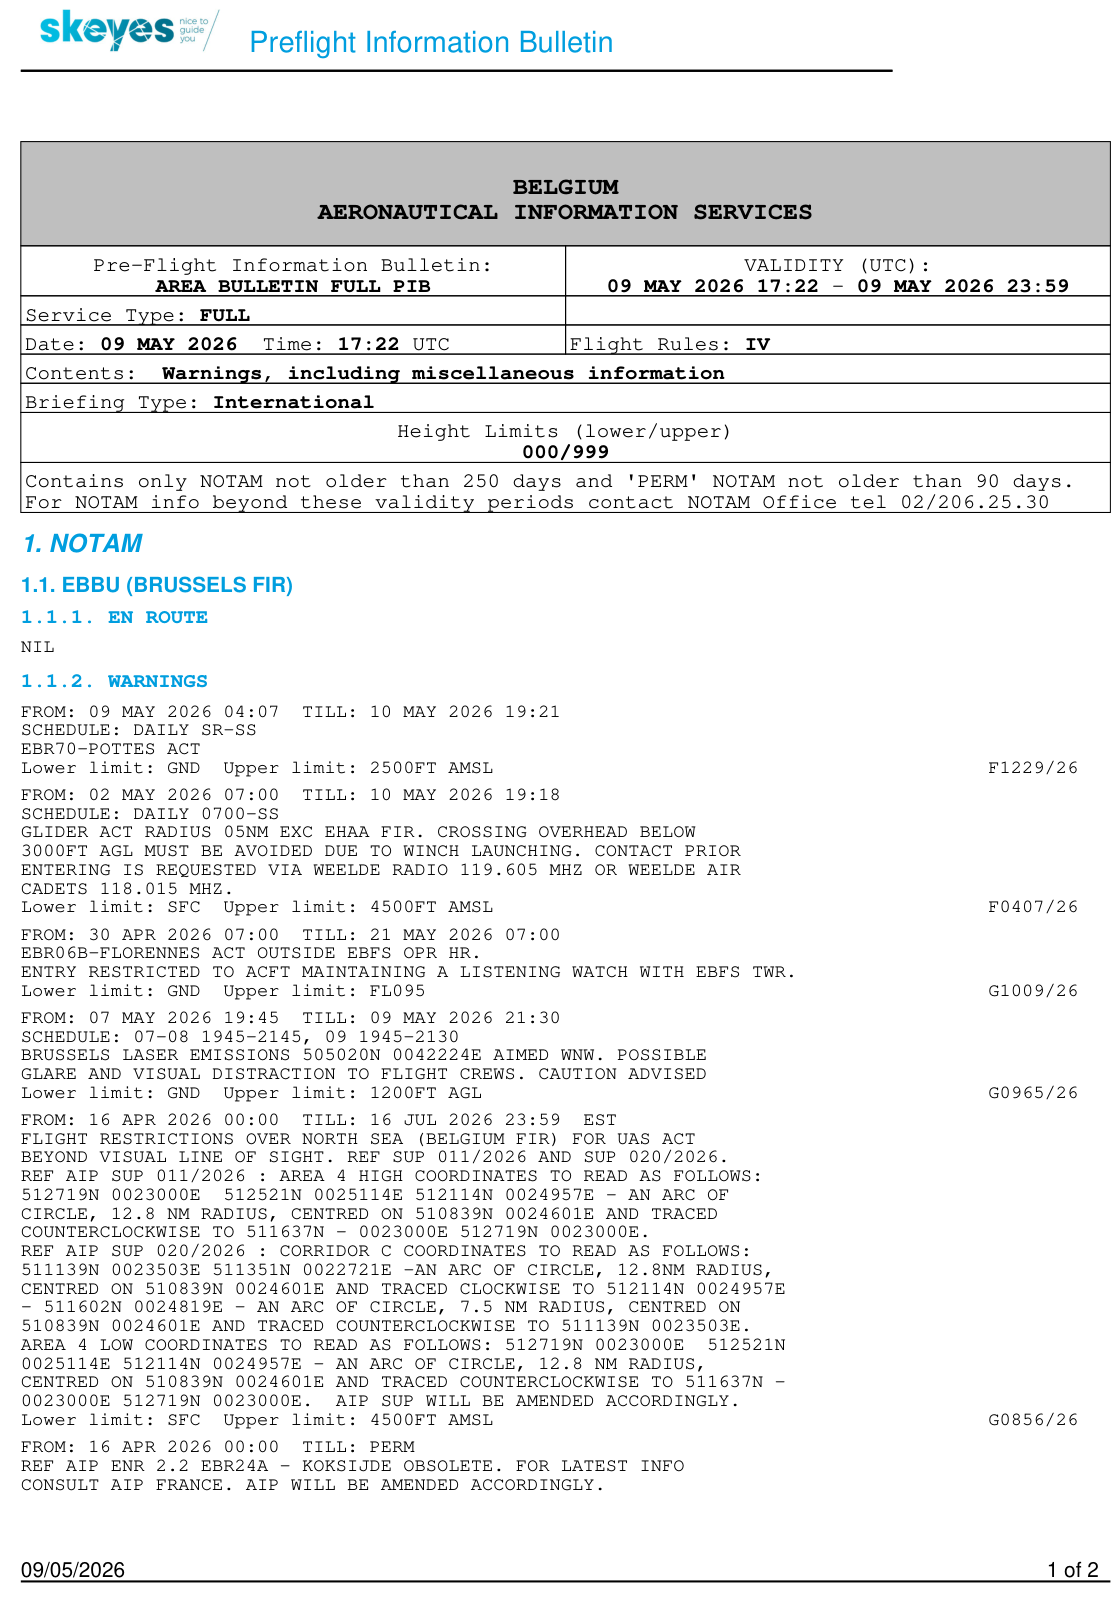 skeyes nice to guide you
Preflight Information Bulletin
BELGIUM
AERONAUTICAL INFORMATION SERVICES
Pre-Flight Information Bulletin:
AREA BULLETIN FULL PIB
VALIDITY (UTC):
09 MAY 2026 17:22 - 09 MAY 2026 23:59
Service Type: FULL
Date: 09 MAY 2026  Time: 17:22 UTC
Flight Rules: IV
Contents:  Warnings, including miscellaneous information
Briefing Type: International
Height Limits (lower/upper)
000/999
Contains only NOTAM not older than 250 days and 'PERM' NOTAM not older than 90 days.
For NOTAM info beyond these validity periods contact NOTAM Office tel 02/206.25.30
1. NOTAM
1.1. EBBU (BRUSSELS FIR)
1.1.1. EN ROUTE
NIL
1.1.2. WARNINGS
FROM: 09 MAY 2026 04:07  TILL: 10 MAY 2026 19:21
SCHEDULE: DAILY SR-SS
EBR70-POTTES ACT
Lower limit: GND  Upper limit: 2500FT AMSL F1229/26
FROM: 02 MAY 2026 07:00  TILL: 10 MAY 2026 19:18
SCHEDULE: DAILY 0700-SS
GLIDER ACT RADIUS 05NM EXC EHAA FIR. CROSSING OVERHEAD BELOW
3000FT AGL MUST BE AVOIDED DUE TO WINCH LAUNCHING. CONTACT PRIOR
ENTERING IS REQUESTED VIA WEELDE RADIO 119.605 MHZ OR WEELDE AIR
CADETS 118.015 MHZ.
Lower limit: SFC  Upper limit: 4500FT AMSL F0407/26
FROM: 30 APR 2026 07:00  TILL: 21 MAY 2026 07:00
EBR06B-FLORENNES ACT OUTSIDE EBFS OPR HR.
ENTRY RESTRICTED TO ACFT MAINTAINING A LISTENING WATCH WITH EBFS TWR.
Lower limit: GND  Upper limit: FL095 G1009/26
FROM: 07 MAY 2026 19:45  TILL: 09 MAY 2026 21:30
SCHEDULE: 07-08 1945-2145, 09 1945-2130
BRUSSELS LASER EMISSIONS 505020N 0042224E AIMED WNW. POSSIBLE
GLARE AND VISUAL DISTRACTION TO FLIGHT CREWS. CAUTION ADVISED
Lower limit: GND  Upper limit: 1200FT AGL G0965/26
FROM: 16 APR 2026 00:00  TILL: 16 JUL 2026 23:59  EST
FLIGHT RESTRICTIONS OVER NORTH SEA (BELGIUM FIR) FOR UAS ACT
BEYOND VISUAL LINE OF SIGHT. REF SUP 011/2026 AND SUP 020/2026.
REF AIP SUP 011/2026 : AREA 4 HIGH COORDINATES TO READ AS FOLLOWS:
512719N 0023000E  512521N 0025114E 512114N 0024957E - AN ARC OF
CIRCLE, 12.8 NM RADIUS, CENTRED ON 510839N 0024601E AND TRACED
COUNTERCLOCKWISE TO 511637N - 0023000E 512719N 0023000E.
REF AIP SUP 020/2026 : CORRIDOR C COORDINATES TO READ AS FOLLOWS:
511139N 0023503E 511351N 0022721E -AN ARC OF CIRCLE, 12.8NM RADIUS,
CENTRED ON 510839N 0024601E AND TRACED CLOCKWISE TO 512114N 0024957E
- 511602N 0024819E - AN ARC OF CIRCLE, 7.5 NM RADIUS, CENTRED ON
510839N 0024601E AND TRACED COUNTERCLOCKWISE TO 511139N 0023503E.
AREA 4 LOW COORDINATES TO READ AS FOLLOWS: 512719N 0023000E  512521N
0025114E 512114N 0024957E - AN ARC OF CIRCLE, 12.8 NM RADIUS,
CENTRED ON 510839N 0024601E AND TRACED COUNTERCLOCKWISE TO 511637N -
0023000E 512719N 0023000E.  AIP SUP WILL BE AMENDED ACCORDINGLY.
Lower limit: SFC  Upper limit: 4500FT AMSL G0856/26
FROM: 16 APR 2026 00:00  TILL: PERM
REF AIP ENR 2.2 EBR24A - KOKSIJDE OBSOLETE. FOR LATEST INFO
CONSULT AIP FRANCE. AIP WILL BE AMENDED ACCORDINGLY.
09/05/2026 1 of 2